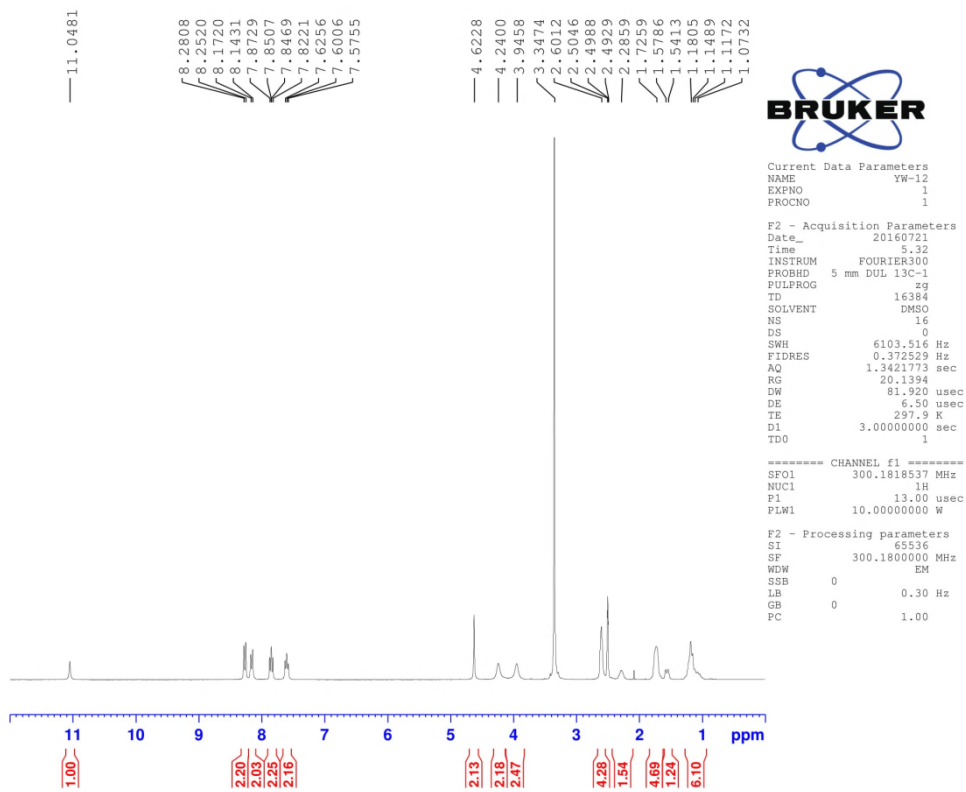 11.0481
8.2808
8.2520
8.1720
8.1431
7.8729
7.8507
7.8469
7.8221
7.6256
7.6006
7.5755
4.6228
4.2400
3.9458
3.3474
2.6012
2.5046
2.4988
2.4929
2.2859
1.7259
1.5786
1.5413
1.1805
1.1489
1.1172
1.0732
BRUKER
Current Data Parameters
NAME YW-12
EXPNO 1
PROCNO 1
F2 - Acquisition Parameters
Date_ 20160721
Time 5.32
INSTRUM FOURIER300
PROBHD 5 mm DUL 13C-1
PULPROG zg
TD 16384
SOLVENT DMSO
NS 16
DS 0
SWH 6103.516 Hz
FIDRES 0.372529 Hz
AQ 1.3421773 sec
RG 20.1394
DW 81.920 usec
DE 6.50 usec
TE 297.9 K
D1 3.00000000 sec
TD0 1
======== CHANNEL f1 ========
SFO1 300.1818537 MHz
NUC1 1H
P1 13.00 usec
PLW1 10.00000000 W
F2 - Processing parameters
SI 65536
SF 300.1800000 MHz
WDW EM
SSB 0
LB 0.30 Hz
GB 0
PC 1.00
11 10 9 8 7 6 5 4 3 2 1 ppm
1.00
2.20
2.03
2.25
2.16
2.13
2.18
2.47
4.28
1.54
4.69
1.24
6.10